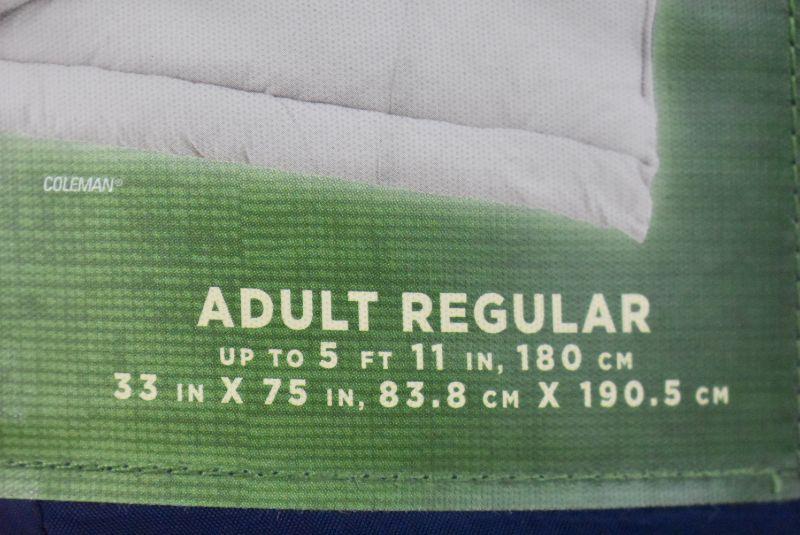 COLEMAN®
ADULT REGULAR
UP TO 5 FT 11 IN, 180 CM
33 IN X 75 IN, 83.8 CM X 190.5 CM